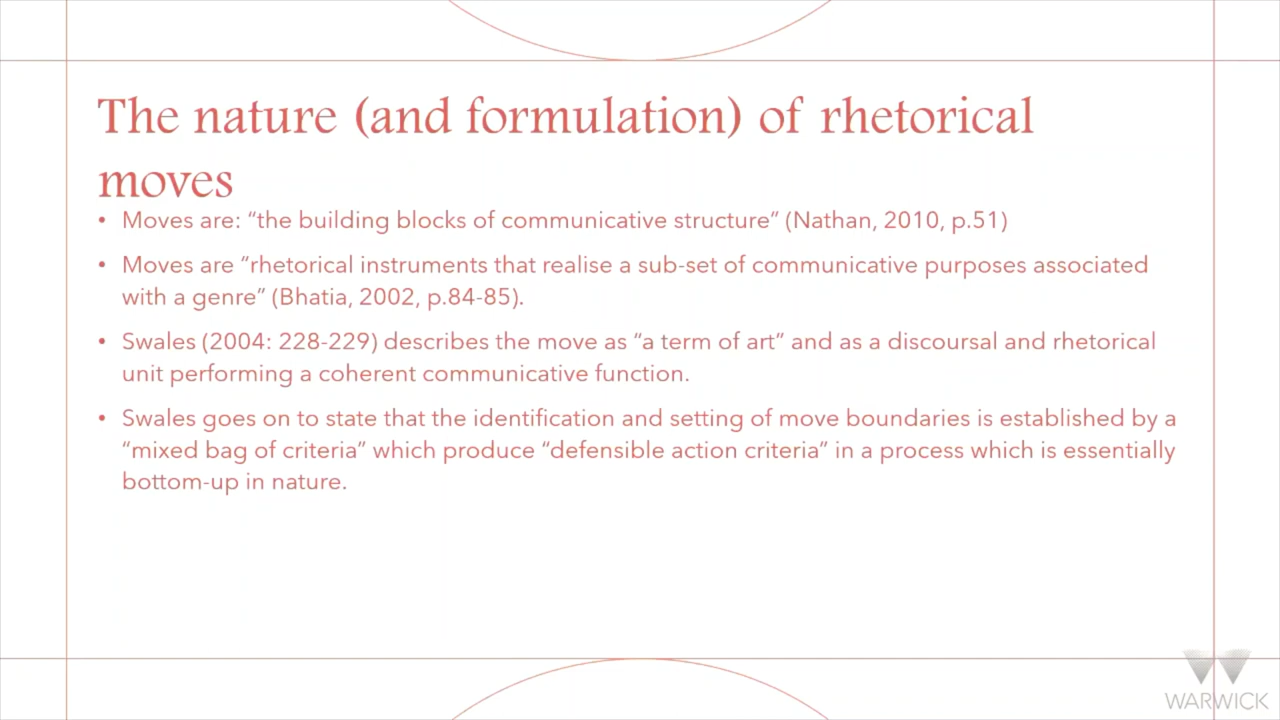 The nature (and formulation) of rhetorical
moves
• Moves are: “the building blocks of communicative structure” (Nathan, 2010, p.51)
• Moves are “rhetorical instruments that realise a sub-set of communicative purposes associated
with a genre” (Bhatia, 2002, p.84-85).
• Swales (2004: 228-229) describes the move as “a term of art” and as a discoursal and rhetorical
unit performing a coherent communicative function.
• Swales goes on to state that the identification and setting of move boundaries is established by a
“mixed bag of criteria” which produce “defensible action criteria” in a process which is essentially
bottom-up in nature.
WARWICK